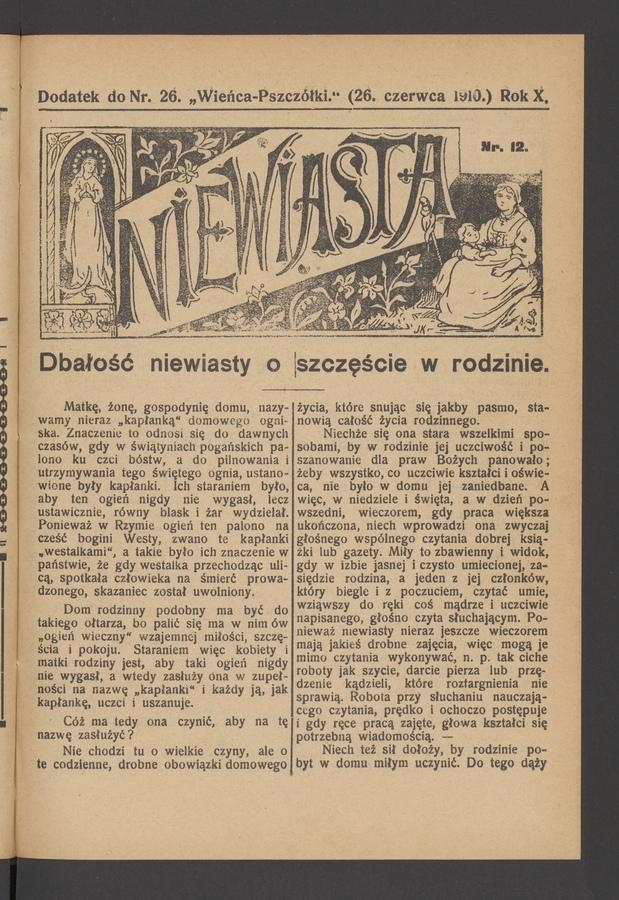 Dodatek do Nr. 26. „Wieńca-Pszczółki.“ (26. czerwca 1910.) Rok X.
Nr. 12.
NIEWIASTA
JK
Dbałość niewiasty o szczęście w rodzinie.
Matkę, żonę, gospodynię domu, nazy-
wamy nieraz „kapłanką“ domowego ogni-
ska. Znaczenie to odnosi się do dawnych
czasów, gdy w świątyniach pogańskich pa-
lono ku czci bóstw, a do pilnowania i
utrzymywania tego świętego ognia, ustano-
wione były kapłanki. Ich staraniem było,
aby ten ogień nigdy nie wygasł, lecz
ustawicznie, równy blask i żar wydzielał.
Ponieważ w Rzymie ogień ten palono na
cześć bogini Westy, zwano te kapłanki
„westalkami“, a takie było ich znaczenie w
państwie, że gdy westalka przechodząc uli-
cą, spotkała człowieka na śmierć prowa-
dzonego, skazaniec został uwolniony.
Dom rodzinny podobny ma być do
takiego ołtarza, bo palić się ma w nim ów
„ogień wieczny“ wzajemnej miłości, szczę-
ścia i pokoju. Staraniem więc kobiety i
matki rodziny jest, aby taki ogień nigdy
nie wygasł, a wtedy zasłuży ona w zupeł-
ności na nazwę „kapłanki“ i każdy ją, jak
kapłankę, uczci i uszanuje.
Cóż ma tedy ona czynić, aby na tę
nazwę zasłużyć?
Nie chodzi tu o wielkie czyny, ale o
te codzienne, drobne obowiązki domowego
życia, które snując się jakby pasmo, sta-
nowią całość życia rodzinnego.
Niechże się ona stara wszelkimi spo-
sobami, by w rodzinie jej uczciwość i po-
szanowanie dla praw Bożych panowało;
żeby wszystko, co uczciwie kształci i oświe-
ca, nie było w domu jej zaniedbane. A
więc, w niedziele i święta, a w dzień po-
wszedni, wieczorem, gdy praca większa
ukończona, niech wprowadzi ona zwyczaj
głośnego wspólnego czytania dobrej ksią-
żki lub gazety. Miły to zbawienny i widok,
gdy w izbie jasnej i czysto umiecionej, za-
siędzie rodzina, a jeden z jej członków,
który biegle i z poczuciem, czytać umie,
wziąwszy do ręki coś mądrze i uczciwie
napisanego, głośno czyta słuchającym. Po-
nieważ niewiasty nieraz jeszcze wieczorem
mają jakieś drobne zajęcia, więc mogą je
mimo czytania wykonywać, n. p. tak ciche
roboty jak szycie, darcie pierza lub przę-
dzenie kądzieli, które roztargnienia nie
sprawią. Robota przy słuchaniu nauczają-
cego czytania, prędko i ochoczo postępuje
i gdy ręce pracą zajęte, głowa kształci się
potrzebną wiadomością. —
Niech też sił dołoży, by rodzinie po-
byt w domu miłym uczynić. Do tego dąży